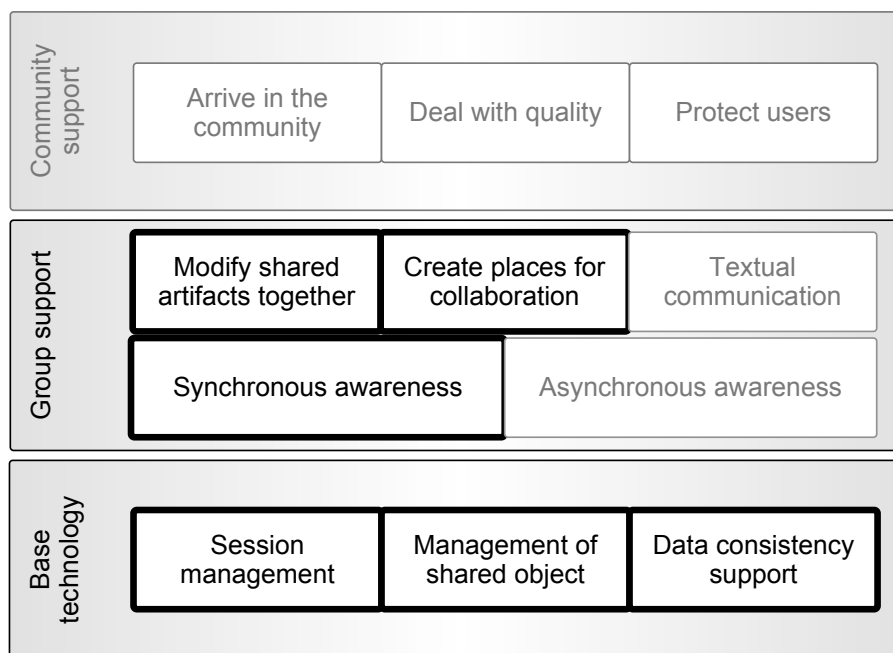 Community
support
Arrive in the
community
Deal with quality
Protect users
Group support
Modify shared
artifacts together
Create places for
collaboration
Textual
communication
Synchronous awareness
Asynchronous awareness
Base
technology
Session
management
Management of
shared object
Data consistency
support